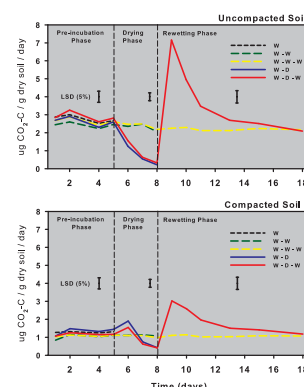 Uncompacted Soi
ug CO2-C / g dry soil / day
8
7
6
5
4
3
2
1
0
Pre-incubation Phase
Drying Phase
Rewetting Phase
LSD (5%)
W
W - W
W - W - W
W - D
W - D - W
2 4 6 8 10 12 14 16 18
Compacted Soil
ug CO2-C / g dry soil / day
8
7
6
5
4
3
2
1
0
Pre-incubation Phase
Drying Phase
Rewetting Phase
LSD (5%)
W
W - W
W - W - W
W - D
W - D - W
2 4 6 8 10 12 14 16 18
Time (days)